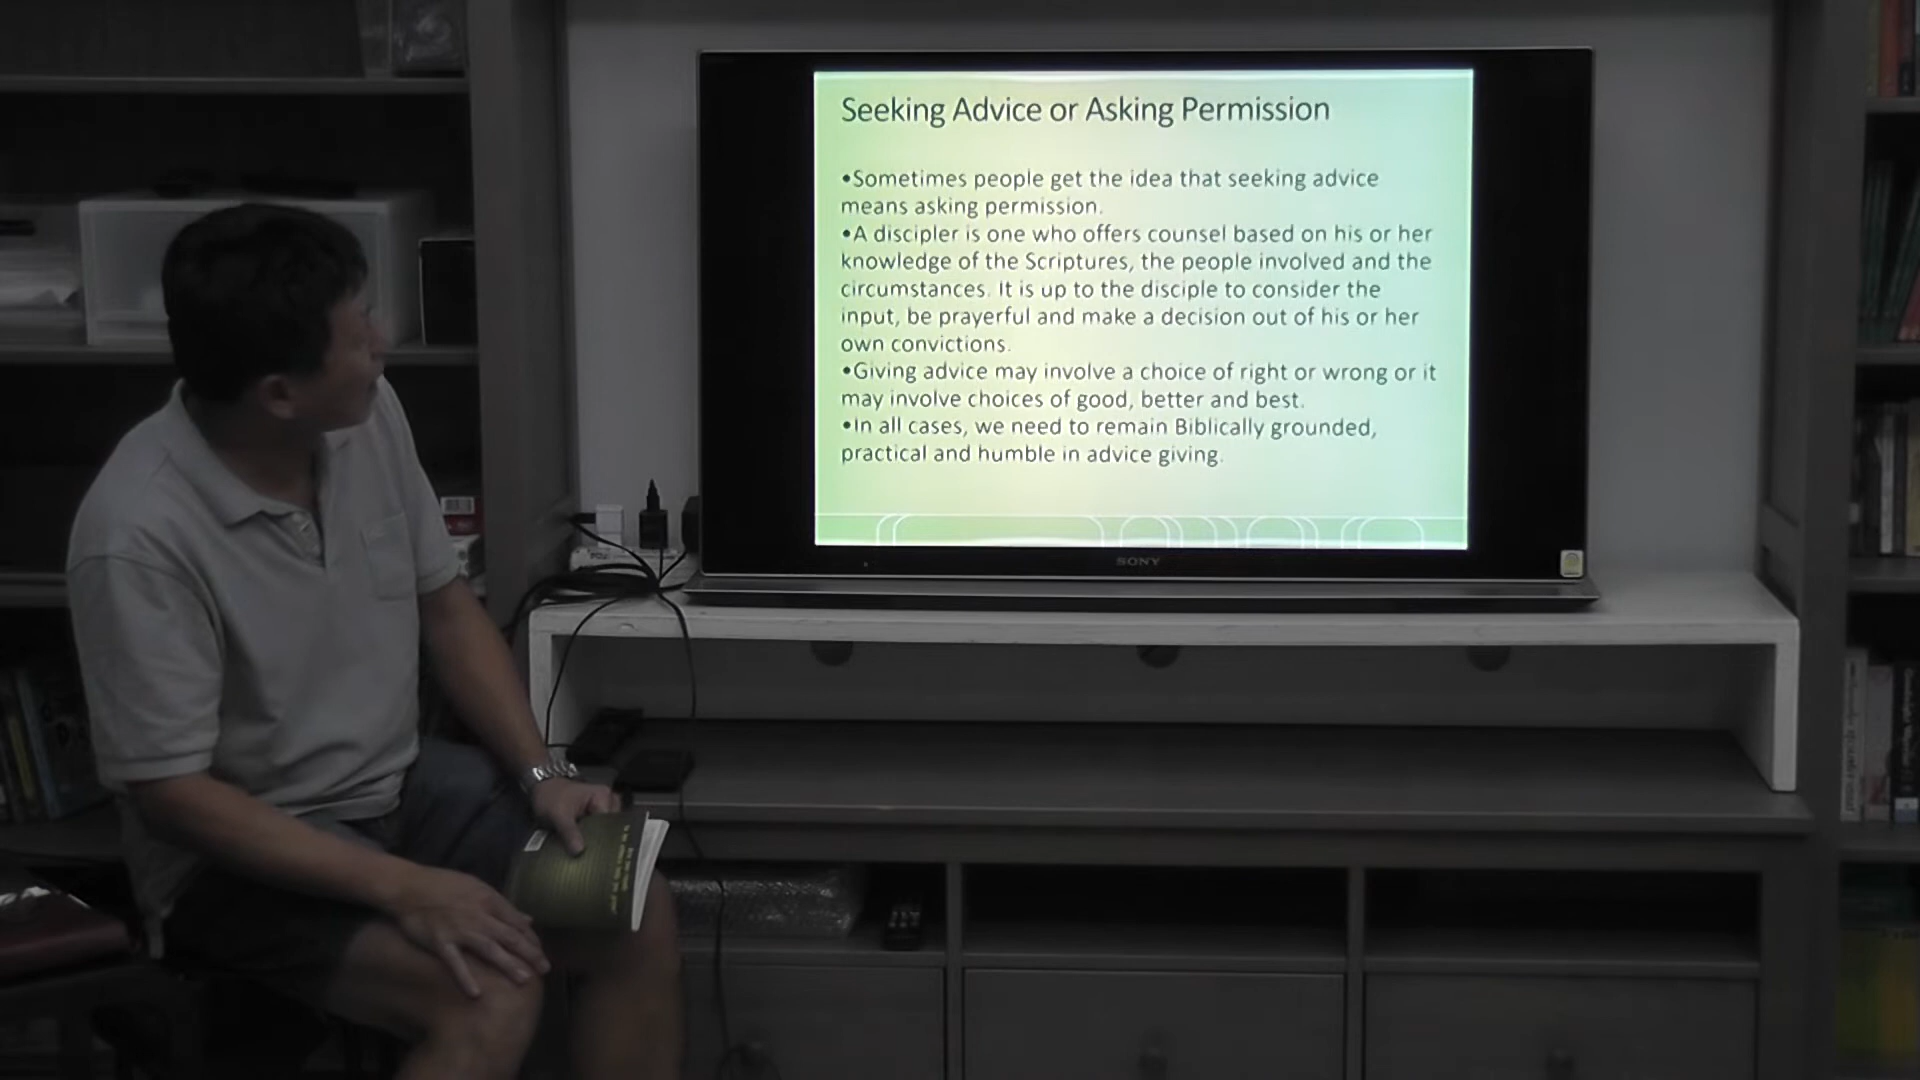 Seeking Advice or Asking Permission
•Sometimes people get the idea that seeking advice
means asking permission.
•A discipler is one who offers counsel based on his or her
knowledge of the Scriptures, the people involved and the
circumstances. It is up to the disciple to consider the
input, be prayerful and make a decision out of his or her
own convictions.
•Giving advice may involve a choice of right or wrong or it
may involve choices of good, better and best.
•In all cases, we need to remain Biblically grounded,
practical and humble in advice giving.
SONY